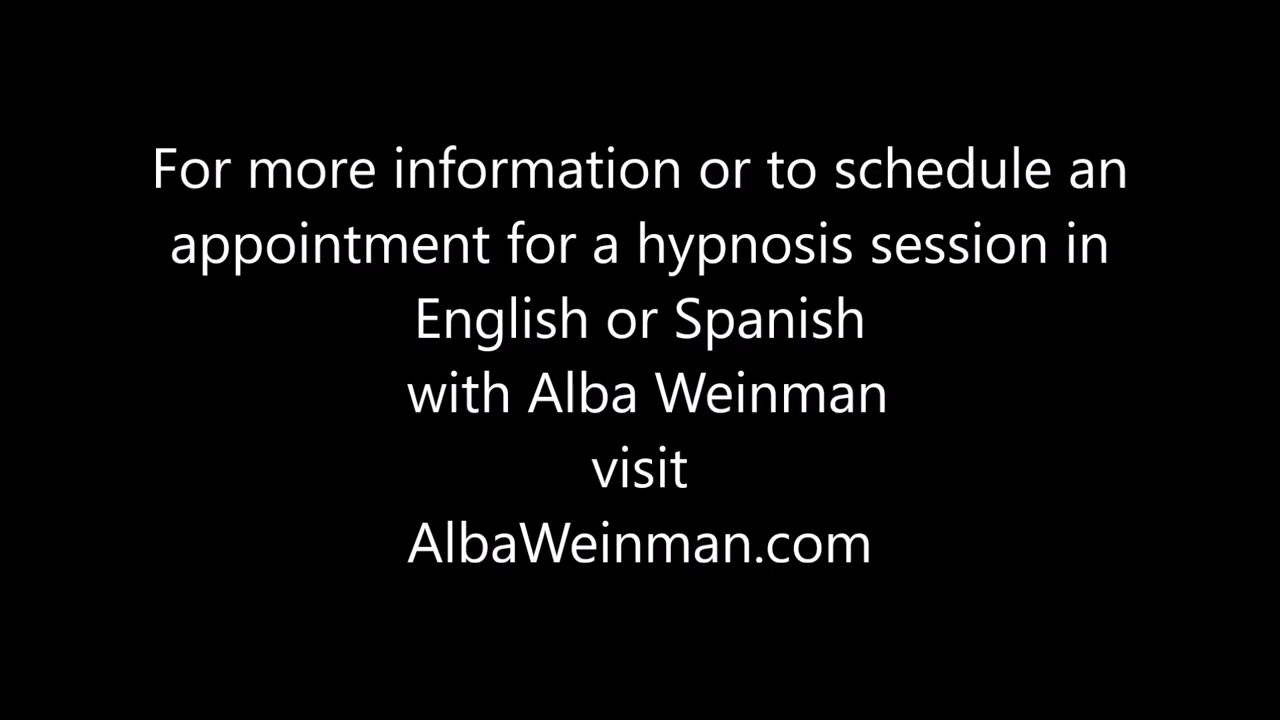 For more information or to schedule an
appointment for a hypnosis session in
English or Spanish
with Alba Weinman
visit
AlbaWeinman.com